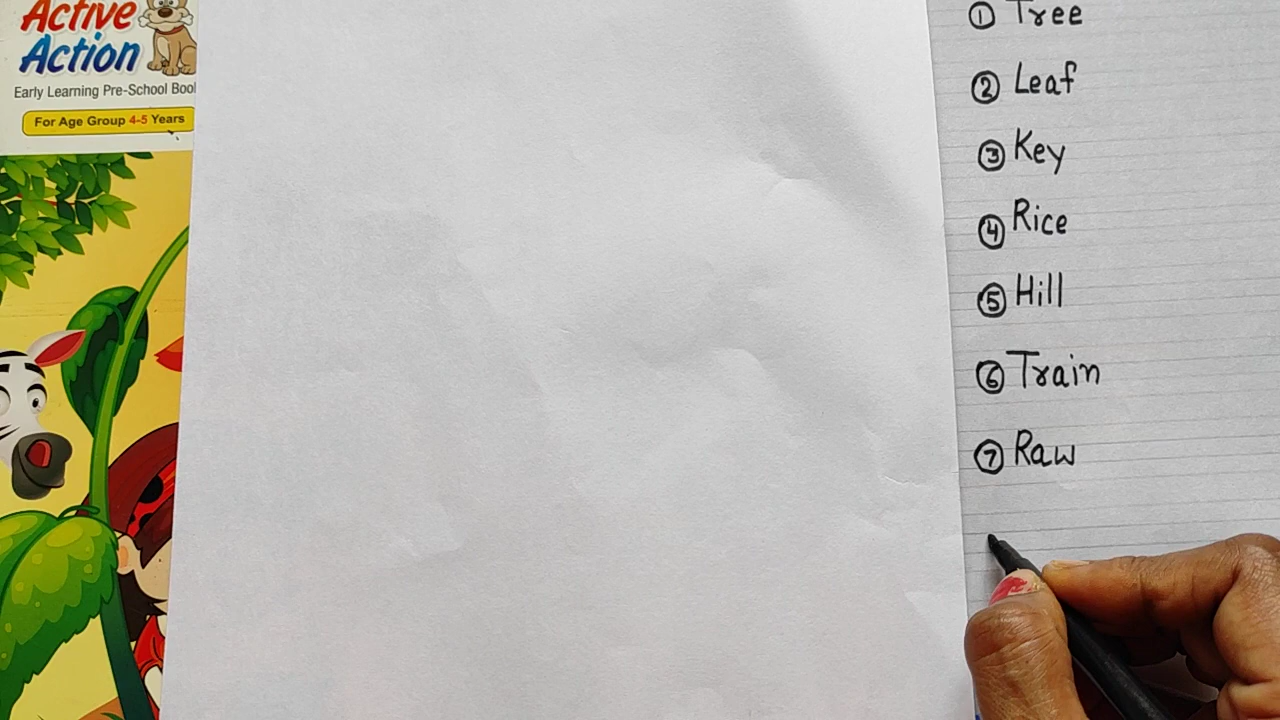 Active
Action
Early Learning Pre-School
For Age Group 4-5 Years
① Tree
② Leaf
③ Key
④ Rice
⑤ Hill
⑥ Train
⑦ Raw